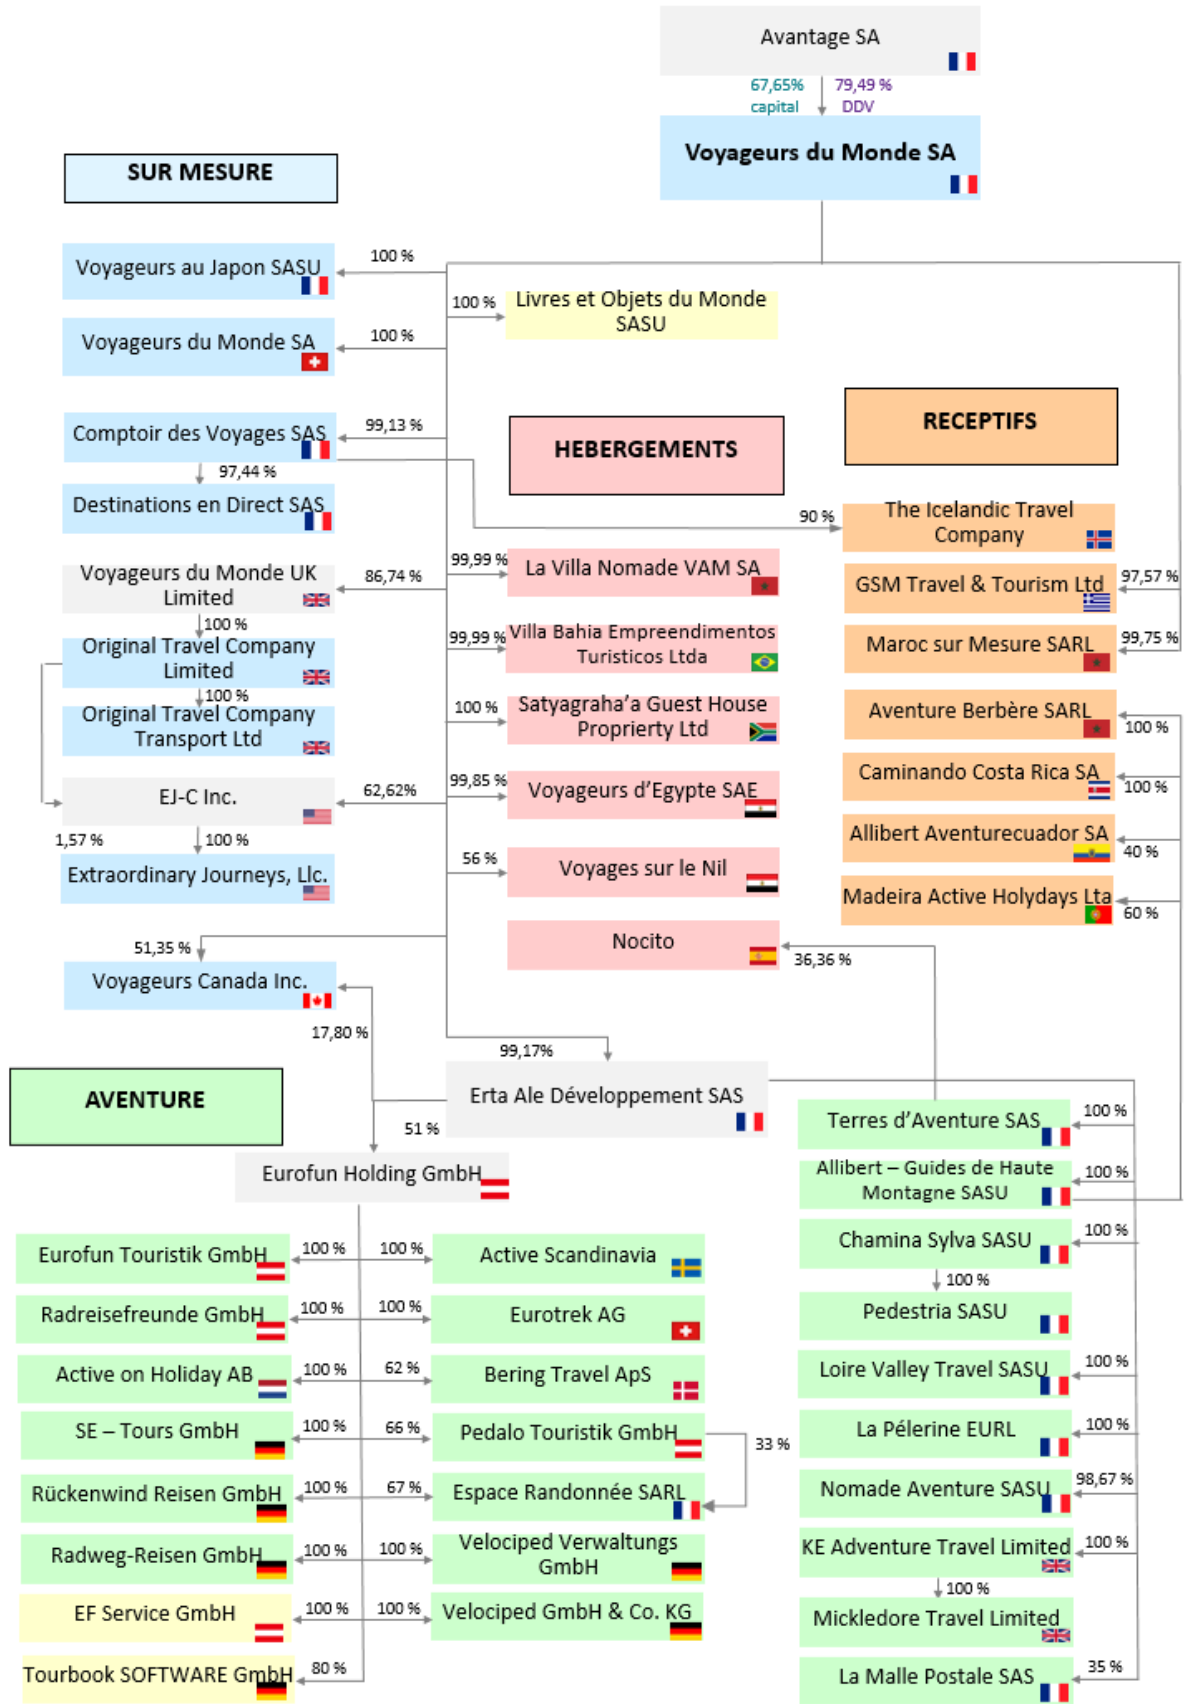 Avantage SA
67,65%
capital
79,49 %
DDV
Voyageurs du Monde SA
SUR MESURE
Voyageurs au Japon SASU
100 %
100 %
Livres et Objets du Monde
SASU
Voyageurs du Monde SA
100 %
HEBERGEMENTS
RECEPTIFS
Comptoir des Voyages SAS
99,13 %
97,44 %
Destinations en Direct SAS
90 %
The Icelandic Travel
Company
Voyageurs du Monde UK
Limited
86,74 %
99,99 %
La Villa Nomade VAM SA
GSM Travel & Tourism Ltd
97,57%
100 %
Original Travel Company
Limited
99,99 %
Villa Bahia Empreendimentos
Turisticos Ltda
Maroc sur Mesure SARL
99,75 %
100 %
Original Travel Company
Transport Ltd
100 %
Satyagraha'a Guest House
Proprierty Ltd
Aventure Berbère SARL
100 %
EJ-C Inc.
62,62%
99,85 %
Voyageurs d'Egypte SAE
Caminando Costa Rica SA
100 %
1,57 %
100 %
Extraordinary Journeys, Llc.
56 %
Voyages sur le Nil
Allibert Aventurecuador SA
40 %
Madeira Active Holydays Lta
60 %
51,35 %
Nocito
36,36 %
Voyageurs Canada Inc.
17,80 %
99,17%
AVENTURE
Erta Ale Développement SAS
51 %
Eurofun Holding GmbH
Terres d'Aventure SAS
100 %
Allibert – Guides de Haute
Montagne SASU
100 %
Eurofun Touristik GmbH
100 %
100 %
Active Scandinavia
Chamina Sylva SASU
100 %
100 %
Radreisefreunde GmbH
100 %
100 %
Eurotrek AG
Pedestria SASU
Active on Holiday AB
100 %
62 %
Bering Travel ApS
Loire Valley Travel SASU
100 %
SE – Tours GmbH
100 %
66 %
Pedalo Touristik GmbH
33 %
La Pélerine EURL
100 %
Rückenwind Reisen GmbH
100 %
67 %
Espace Randonnée SARL
Nomade Aventure SASU
98,67 %
Radweg-Reisen GmbH
100 %
100 %
Velociped Verwaltungs
GmbH
KE Adventure Travel Limited
100 %
100 %
EF Service GmbH
100 %
100 %
Velociped GmbH & Co. KG
Mickledore Travel Limited
Tourbook SOFTWARE GmbH
80 %
La Malle Postale SAS
35 %